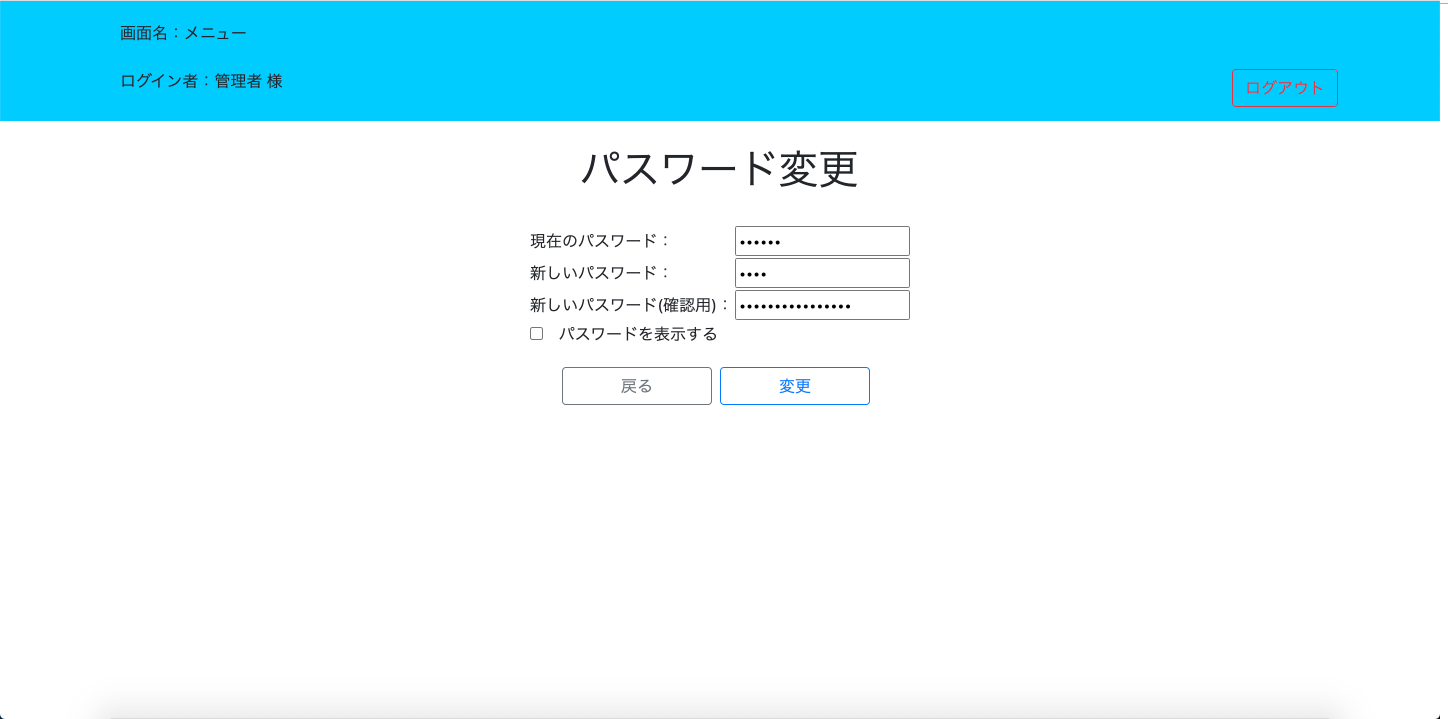 画面名：メニュー
ログイン者：管理者 様
ログアウト
パスワード変更
現在のパスワード： ••••••
新しいパスワード： ••••
新しいパスワード(確認用)： ••••••••••••••••
パスワードを表示する
戻る 変更